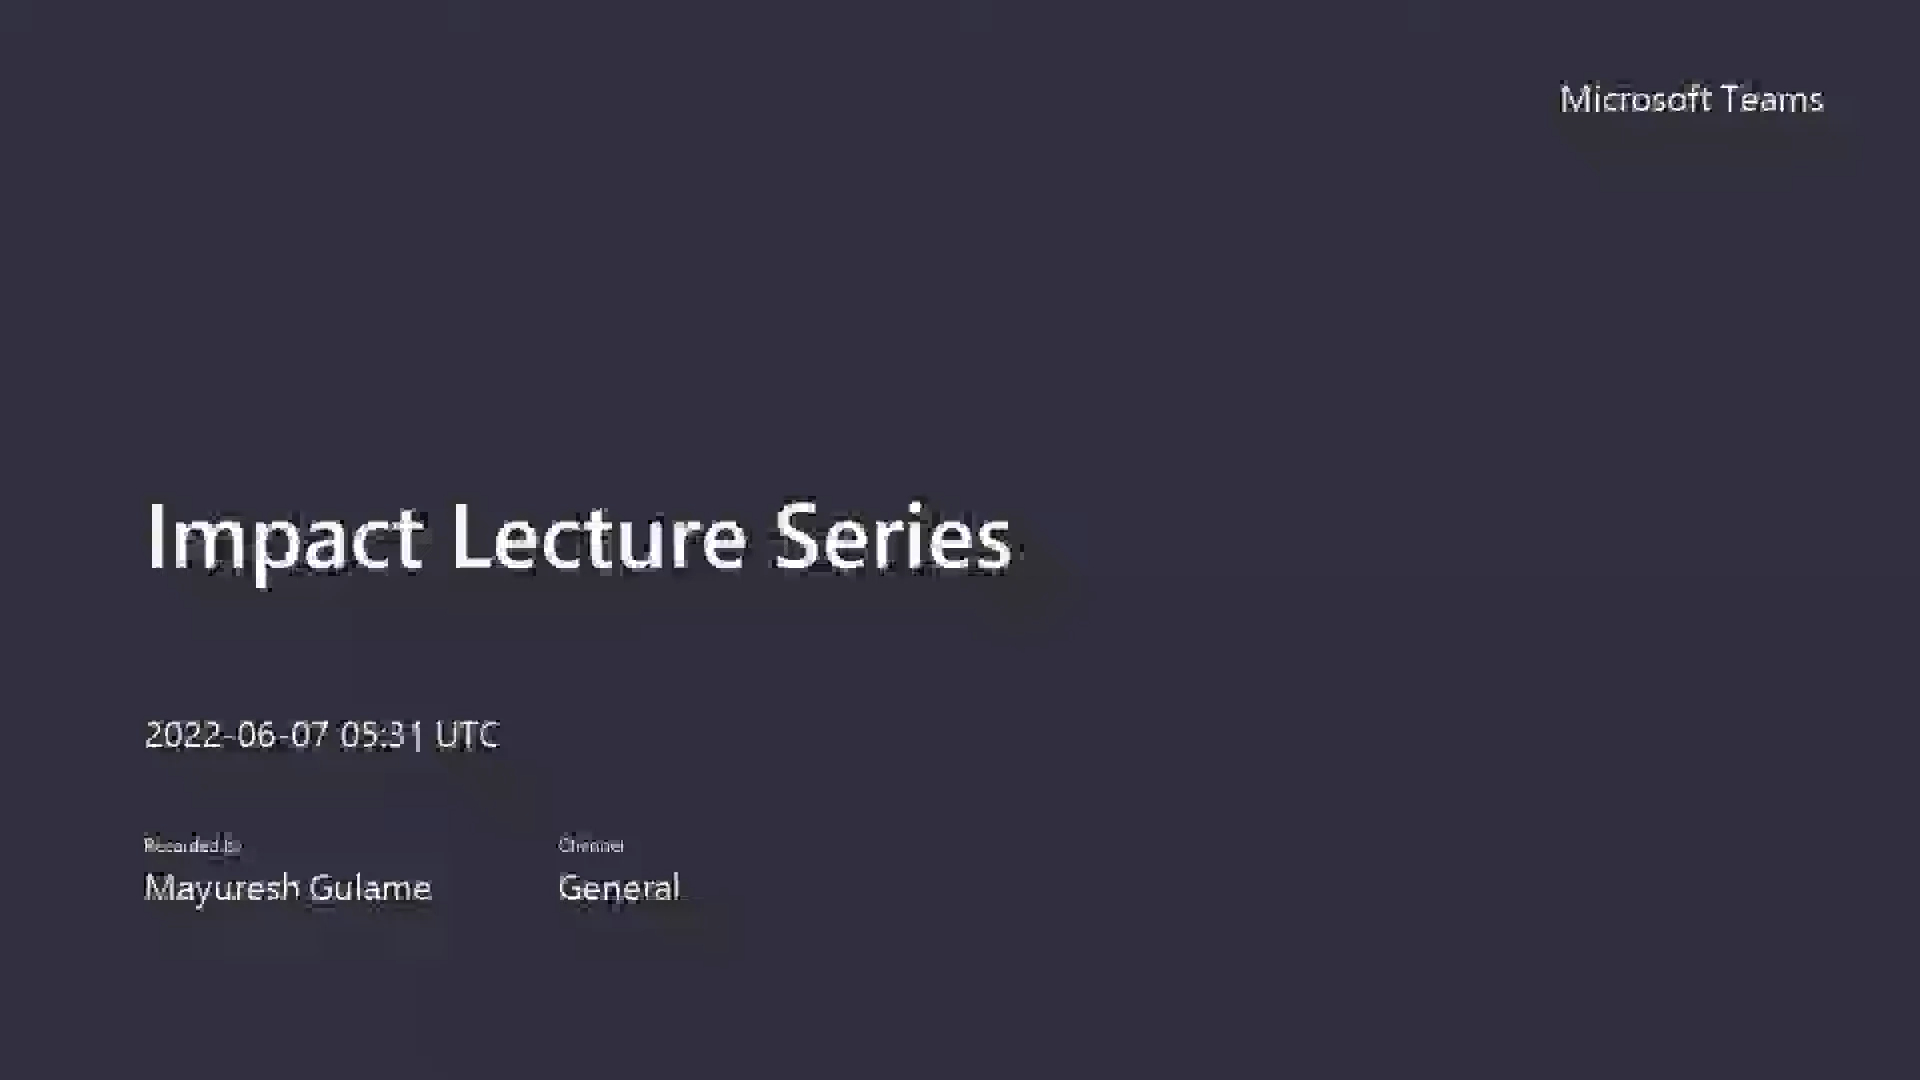 Microsoft Teams
Impact Lecture Series
2022-06-07 05:31 UTC
Recorded by
Channel
Mayuresh Gulame
General